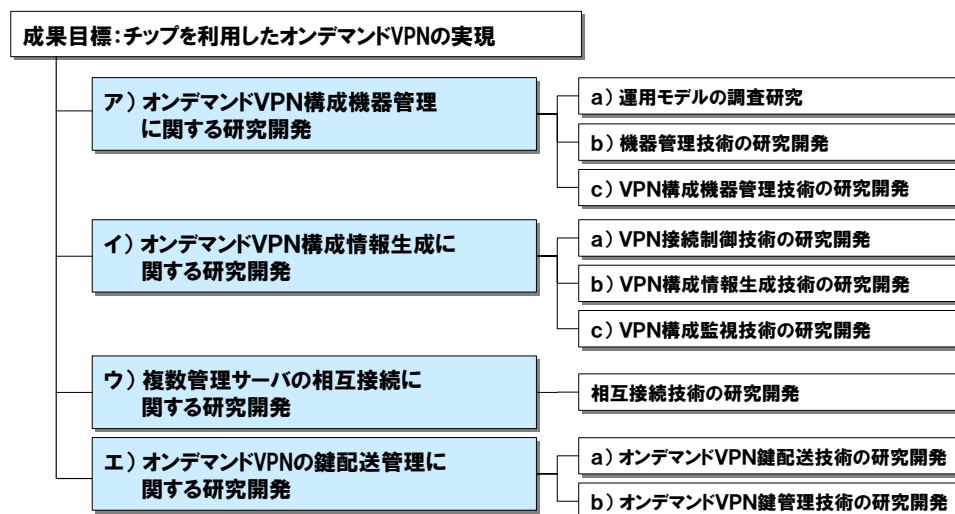 成果目標：チップを利用したオンデマンドVPNの実現
ア）オンデマンドVPN構成機器管理
に関する研究開発
a）運用モデルの調査研究
b）機器管理技術の研究開発
c）VPN構成機器管理技術の研究開発
イ）オンデマンドVPN構成情報生成に
関する研究開発
a）VPN接続制御技術の研究開発
b）VPN構成情報生成技術の研究開発
c）VPN構成監視技術の研究開発
ウ）複数管理サーバの相互接続に
関する研究開発
相互接続技術の研究開発
エ）オンデマンドVPNの鍵配送管理に
関する研究開発
a）オンデマンドVPN鍵配送技術の研究開発
b）オンデマンドVPN鍵管理技術の研究開発